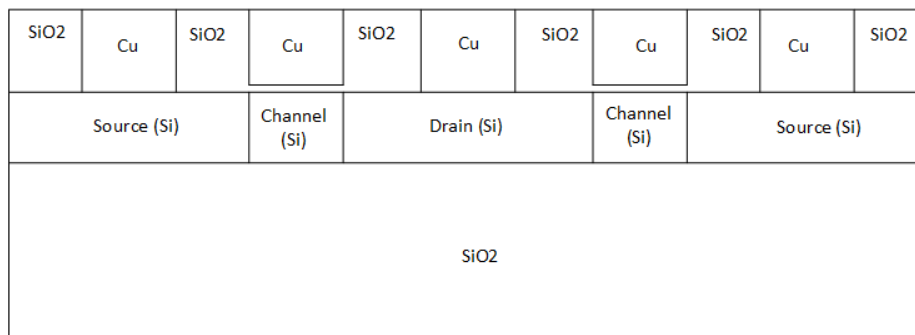 SiO2 Cu SiO2 Cu SiO2 Cu SiO2 Cu SiO2 Cu SiO2
Source (Si) Channel Drain (Si) Channel Source (Si)
(Si) (Si)
SiO2